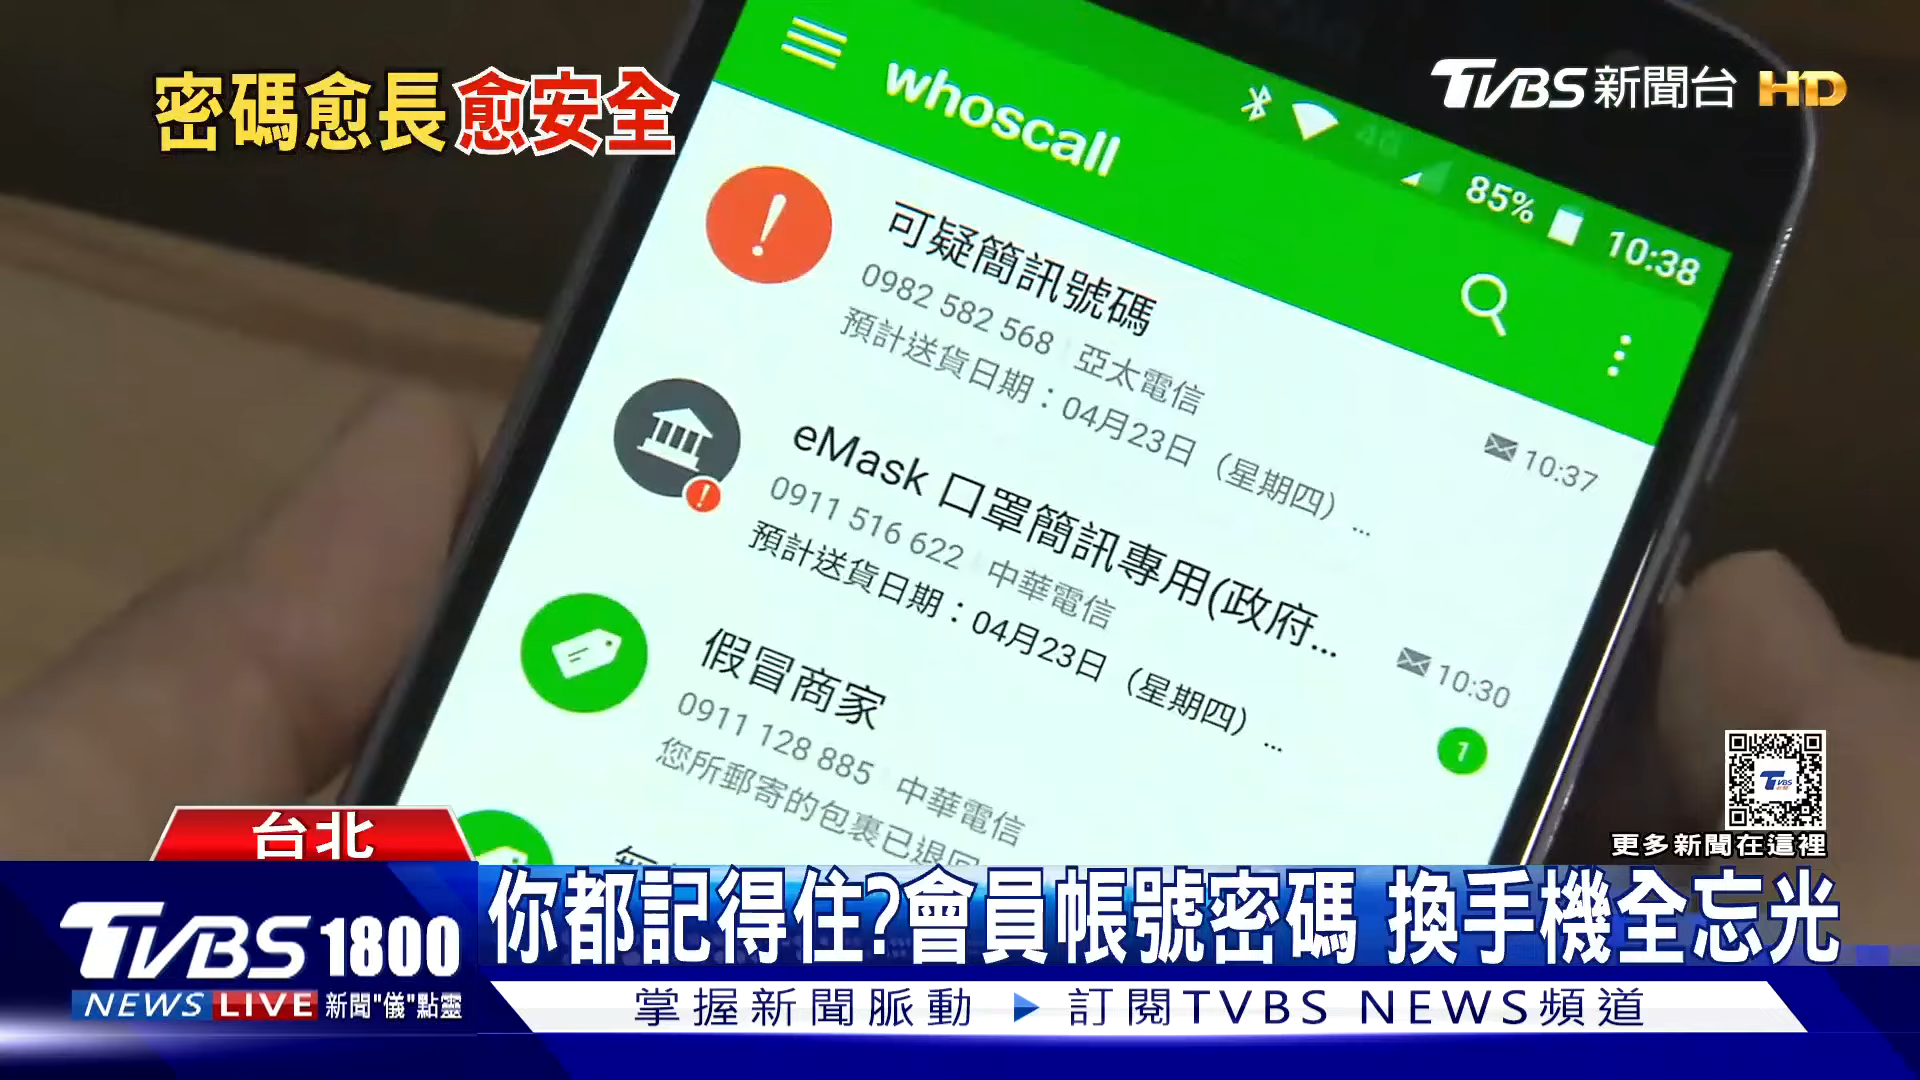 密碼愈長愈安全
TVBS新聞台 HD
85% 10:38
whoscall
可疑簡訊號碼
0982 582 568 亞太電信
預計送貨日期：04月23日（星期四）...
10:37
eMask 口罩簡訊專用(政府...
0911 516 622 中華電信
預計送貨日期：04月23日（星期四）...
10:30
1
假冒商家
0911 128 885 中華電信
您所郵寄的包裹已退回
TVBS
更多新聞在這裡
台北
你都記得住?會員帳號密碼 換手機全忘光
TVBS 1800
NEWS LIVE 新聞"儀"點靈
掌握新聞脈動 ▶ 訂閱TVBS NEWS頻道